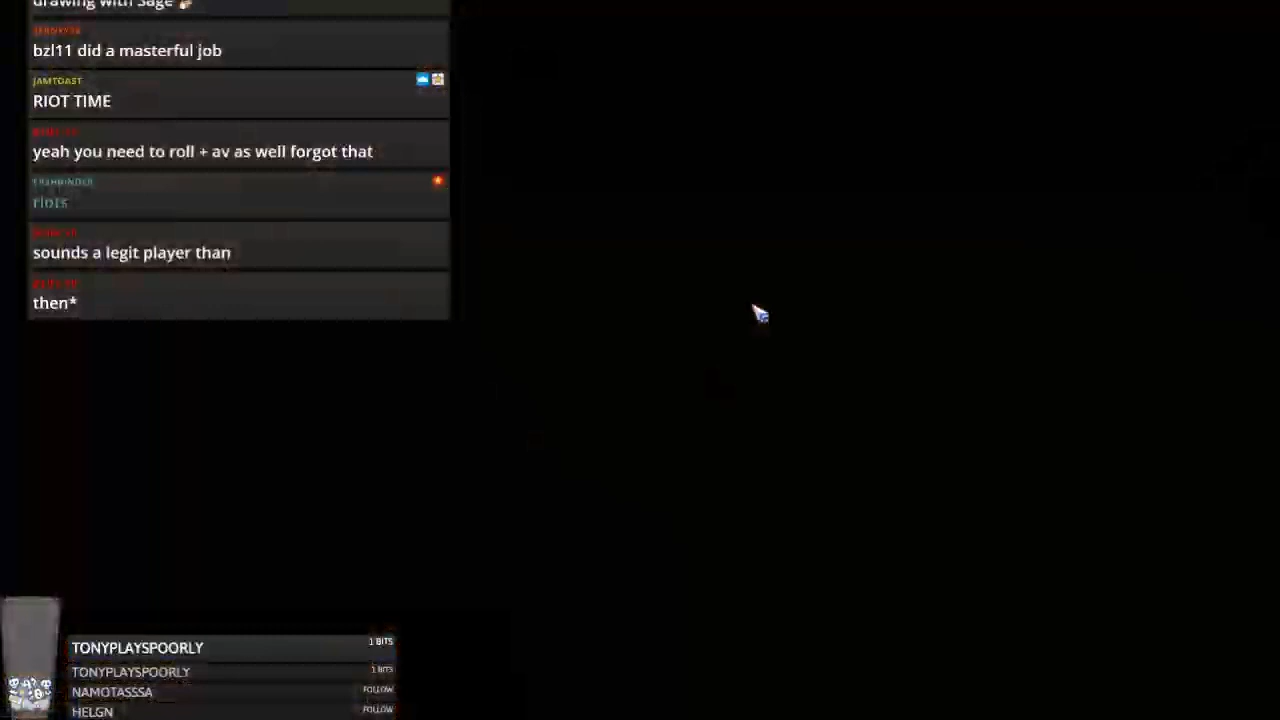 drawing with Sage
bzl11 did a masterful job
JAMTOAST
RIOT TIME
yeah you need to roll + av as well forgot that
riots
sounds a legit player than
then*
TONYPLAYSPOORLY 1 BITS
TONYPLAYSPOORLY 1 BITS
NAMOTASSSA FOLLOW
HELGN FOLLOW